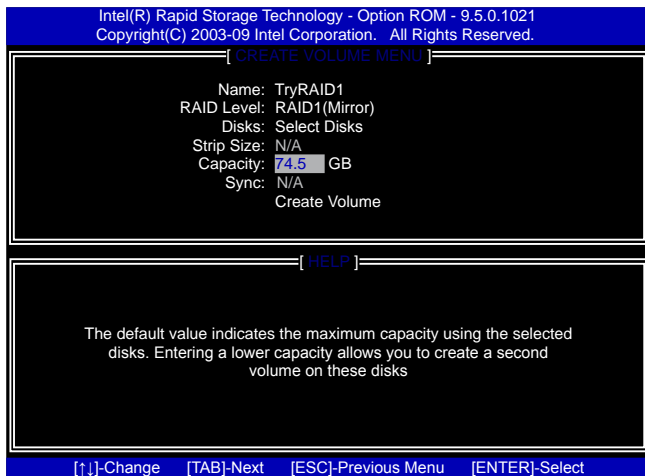 Intel(R) Rapid Storage Technology - Option ROM - 9.5.0.1021
Copyright(C) 2003-09 Intel Corporation. All Rights Reserved.
[ CREATE VOLUME MENU ]
Name: TryRAID1
RAID Level: RAID1(Mirror)
Disks: Select Disks
Strip Size: N/A
Capacity: 74.5 GB
Sync: N/A
Create Volume
[ HELP ]
The default value indicates the maximum capacity using the selected
disks. Entering a lower capacity allows you to create a second
volume on these disks
[↑↓]-Change [TAB]-Next [ESC]-Previous Menu [ENTER]-Select